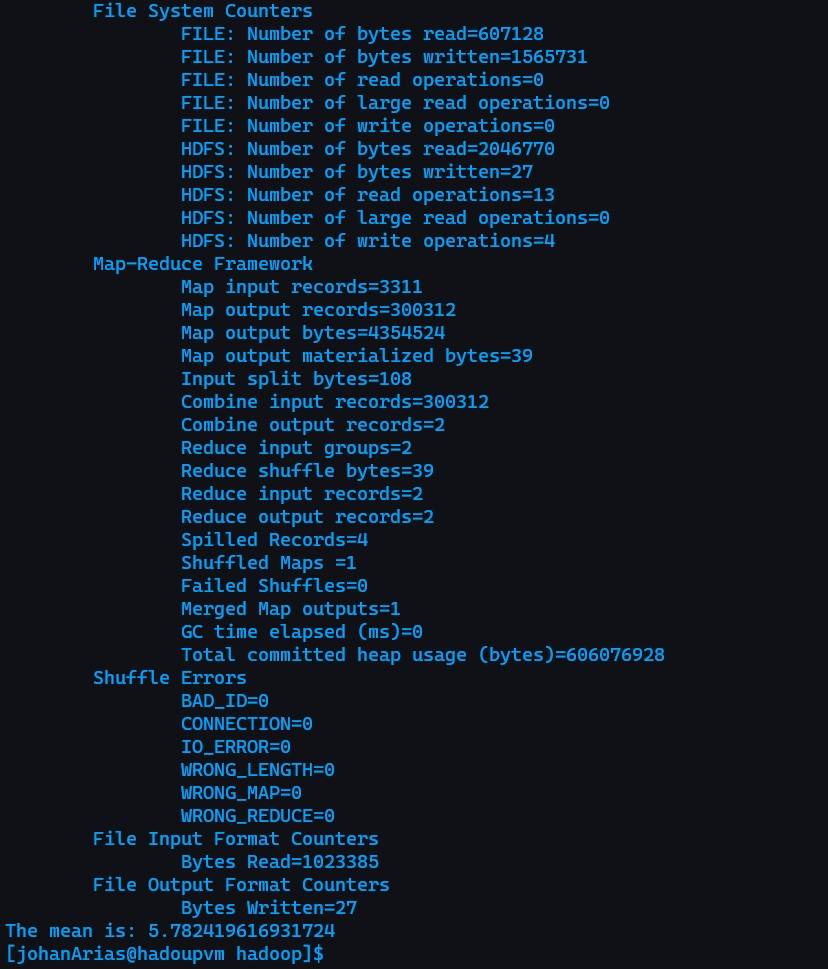 File System Counters
FILE: Number of bytes read=607128
FILE: Number of bytes written=1565731
FILE: Number of read operations=0
FILE: Number of large read operations=0
FILE: Number of write operations=0
HDFS: Number of bytes read=2046770
HDFS: Number of bytes written=27
HDFS: Number of read operations=13
HDFS: Number of large read operations=0
HDFS: Number of write operations=4
Map-Reduce Framework
Map input records=3311
Map output records=300312
Map output bytes=4354524
Map output materialized bytes=39
Input split bytes=108
Combine input records=300312
Combine output records=2
Reduce input groups=2
Reduce shuffle bytes=39
Reduce input records=2
Reduce output records=2
Spilled Records=4
Shuffled Maps =1
Failed Shuffles=0
Merged Map outputs=1
GC time elapsed (ms)=0
Total committed heap usage (bytes)=606076928
Shuffle Errors
BAD_ID=0
CONNECTION=0
IO_ERROR=0
WRONG_LENGTH=0
WRONG_MAP=0
WRONG_REDUCE=0
File Input Format Counters
Bytes Read=1023385
File Output Format Counters
Bytes Written=27
The mean is: 5.782419616931724
[johanArias@hadoupvm hadoop]$